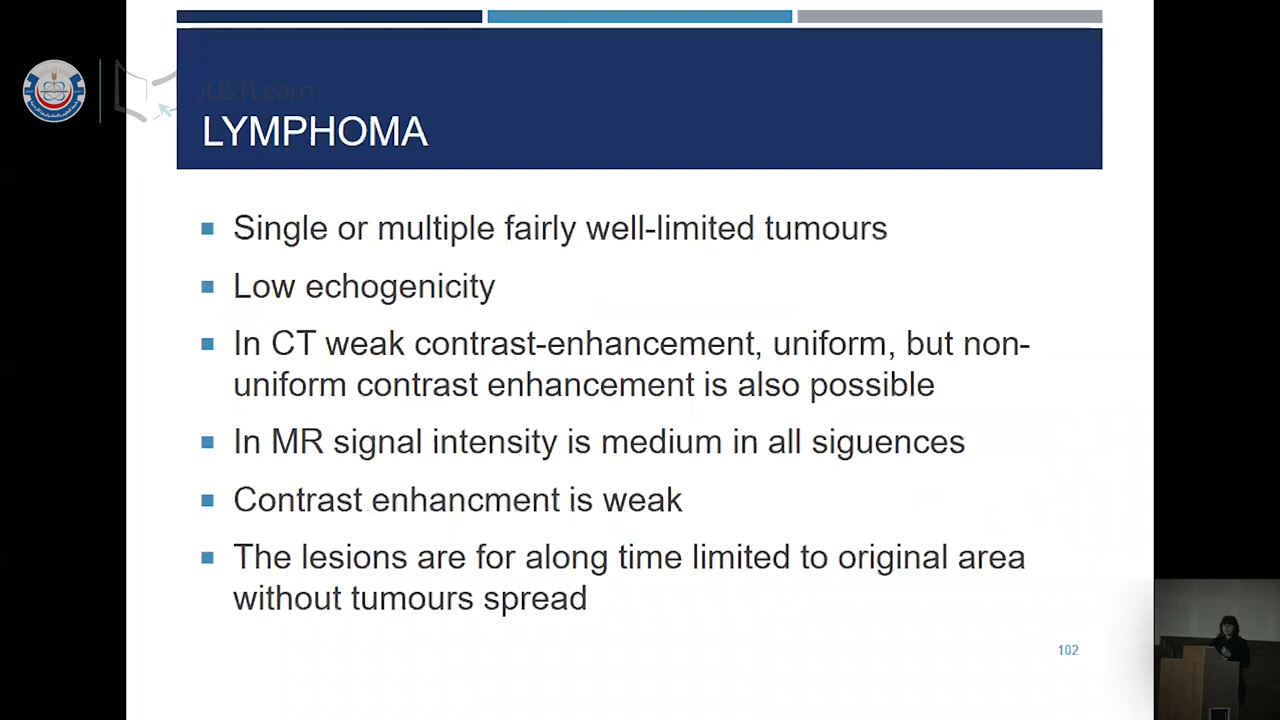 JUSTLearn
LYMPHOMA
Single or multiple fairly well-limited tumours
Low echogenicity
In CT weak contrast-enhancement, uniform, but non-
uniform contrast enhancement is also possible
In MR signal intensity is medium in all siguences
Contrast enhancment is weak
The lesions are for along time limited to original area
without tumours spread
102